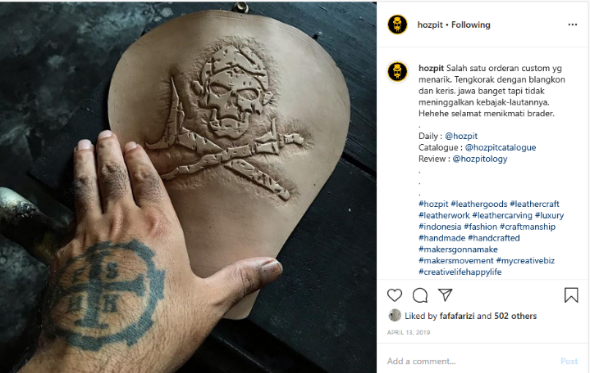 hozpit • Following
hozpit Salah satu orderan custom yg
menarik. Tengkorak dengan blangkon
dan keris. jawa banget tapi tidak
meninggalkan kebajak-lautannya.
Hehehe selamat menikmati brader.
.
Daily : @hozpit
Catalogue : @hozpitcatalogue
Review : @hozpitology
.
.
.
#hozpit #leathergoods #leathercraft
#leatherwork #leathercarving #luxury
#indonesia #fashion #craftmanship
#handmade #handcrafted
#makersgonnamake
#makersmovement #mycreativebiz
#creativelifehappylife
Liked by fafafarizi and 502 others
APRIL 13, 2019
Add a comment...
Post